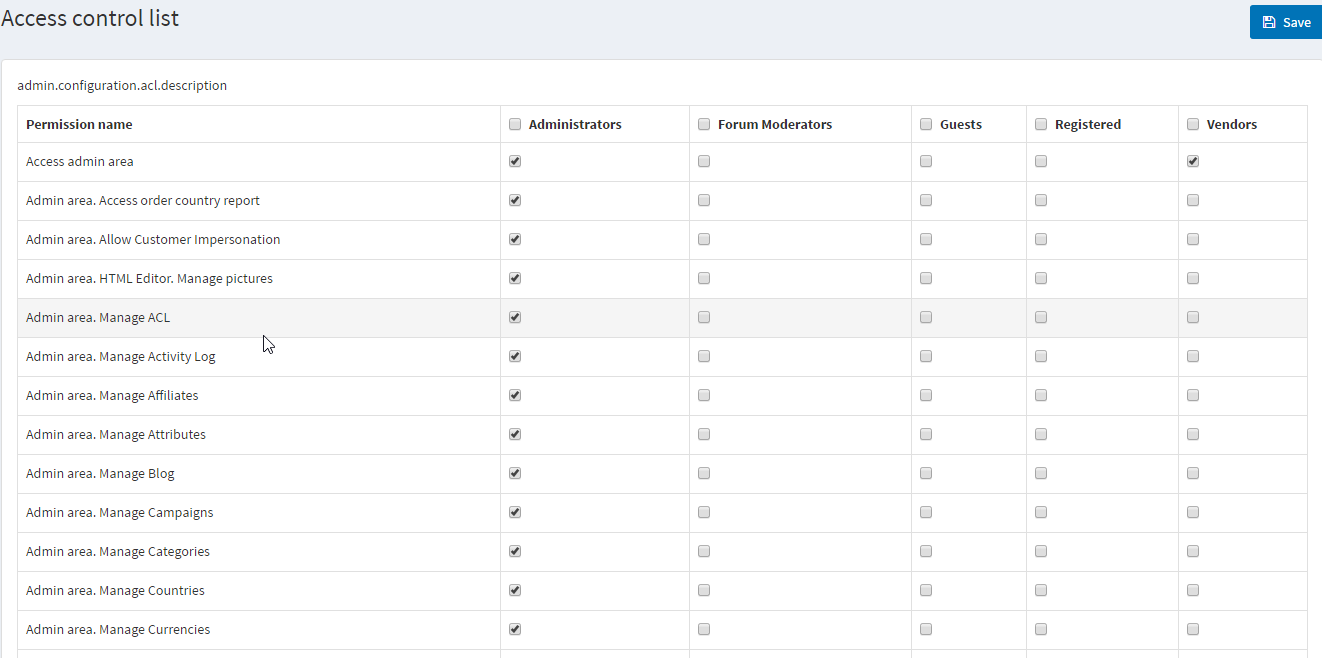 Access control list
Save
admin.configuration.acl.description
Permission name Administrators Forum Moderators Guests Registered Vendors
Access admin area
Admin area. Access order country report
Admin area. Allow Customer Impersonation
Admin area. HTML Editor. Manage pictures
Admin area. Manage ACL
Admin area. Manage Activity Log
Admin area. Manage Affiliates
Admin area. Manage Attributes
Admin area. Manage Blog
Admin area. Manage Campaigns
Admin area. Manage Categories
Admin area. Manage Countries
Admin area. Manage Currencies